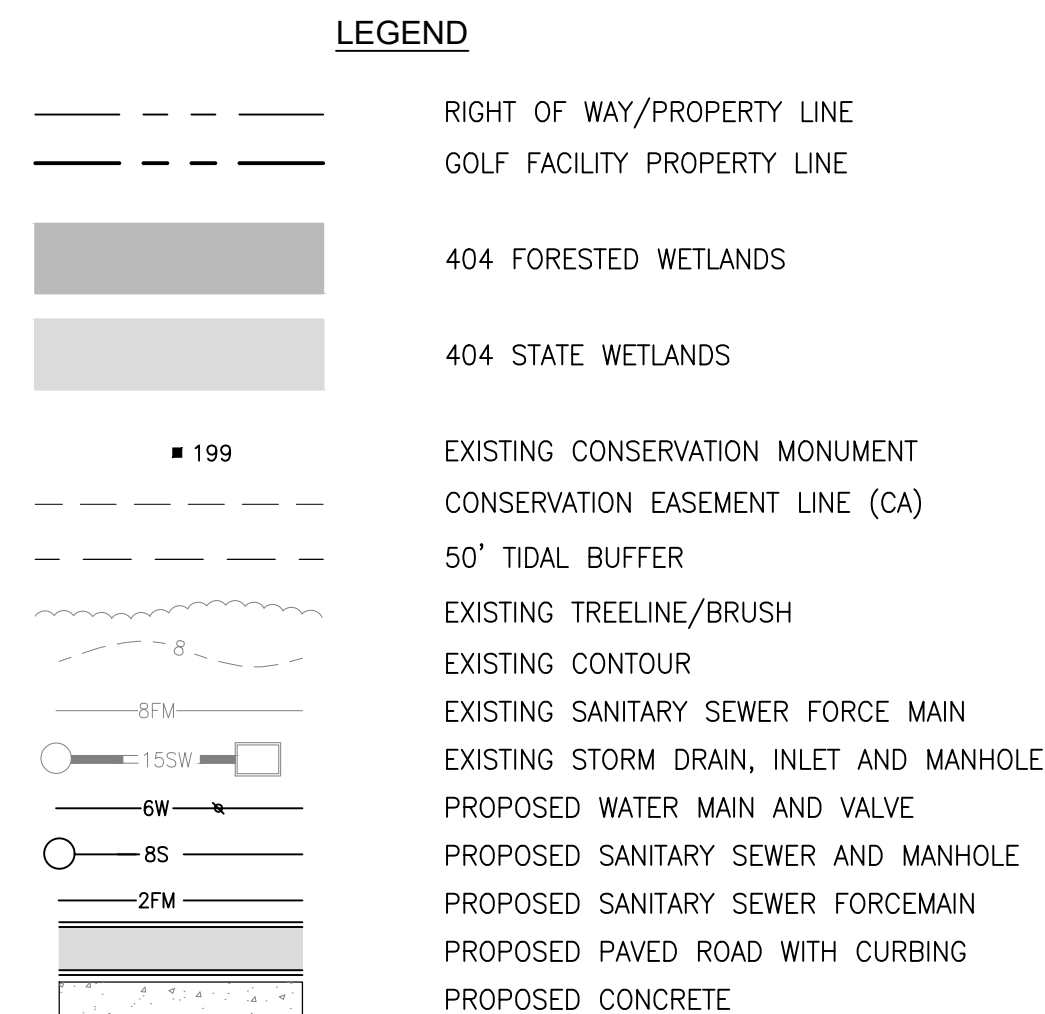 LEGEND
RIGHT OF WAY/PROPERTY LINE
GOLF FACILITY PROPERTY LINE
404 FORESTED WETLANDS
404 STATE WETLANDS
199 EXISTING CONSERVATION MONUMENT
CONSERVATION EASEMENT LINE (CA)
50' TIDAL BUFFER
EXISTING TREELINE/BRUSH
8 EXISTING CONTOUR
8FM EXISTING SANITARY SEWER FORCE MAIN
15SW EXISTING STORM DRAIN, INLET AND MANHOLE
6W PROPOSED WATER MAIN AND VALVE
8S PROPOSED SANITARY SEWER AND MANHOLE
2FM PROPOSED SANITARY SEWER FORCEMAIN
PROPOSED PAVED ROAD WITH CURBING
PROPOSED CONCRETE